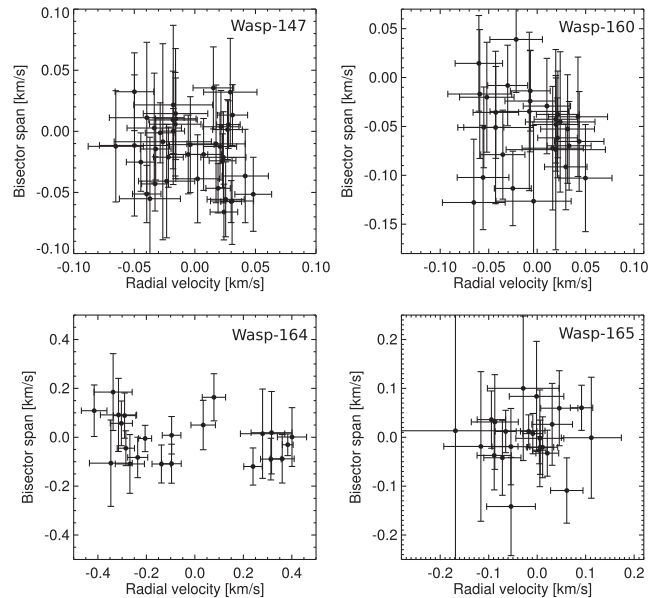 Wasp-147
0.10
0.05
0.00
-0.05
-0.10
Bisector span [km/s]
-0.10 -0.05 0.00 0.05 0.10
Radial velocity [km/s]
Wasp-160
0.05
0.00
-0.05
-0.10
-0.15
Bisector span [km/s]
-0.10 -0.05 0.00 0.05 0.10
Radial velocity [km/s]
Wasp-164
0.4
0.2
0.0
-0.2
-0.4
Bisector span [km/s]
-0.4 -0.2 0.0 0.2 0.4
Radial velocity [km/s]
Wasp-165
0.2
0.1
0.0
-0.1
-0.2
Bisector span [km/s]
-0.2 -0.1 0.0 0.1 0.2
Radial velocity [km/s]